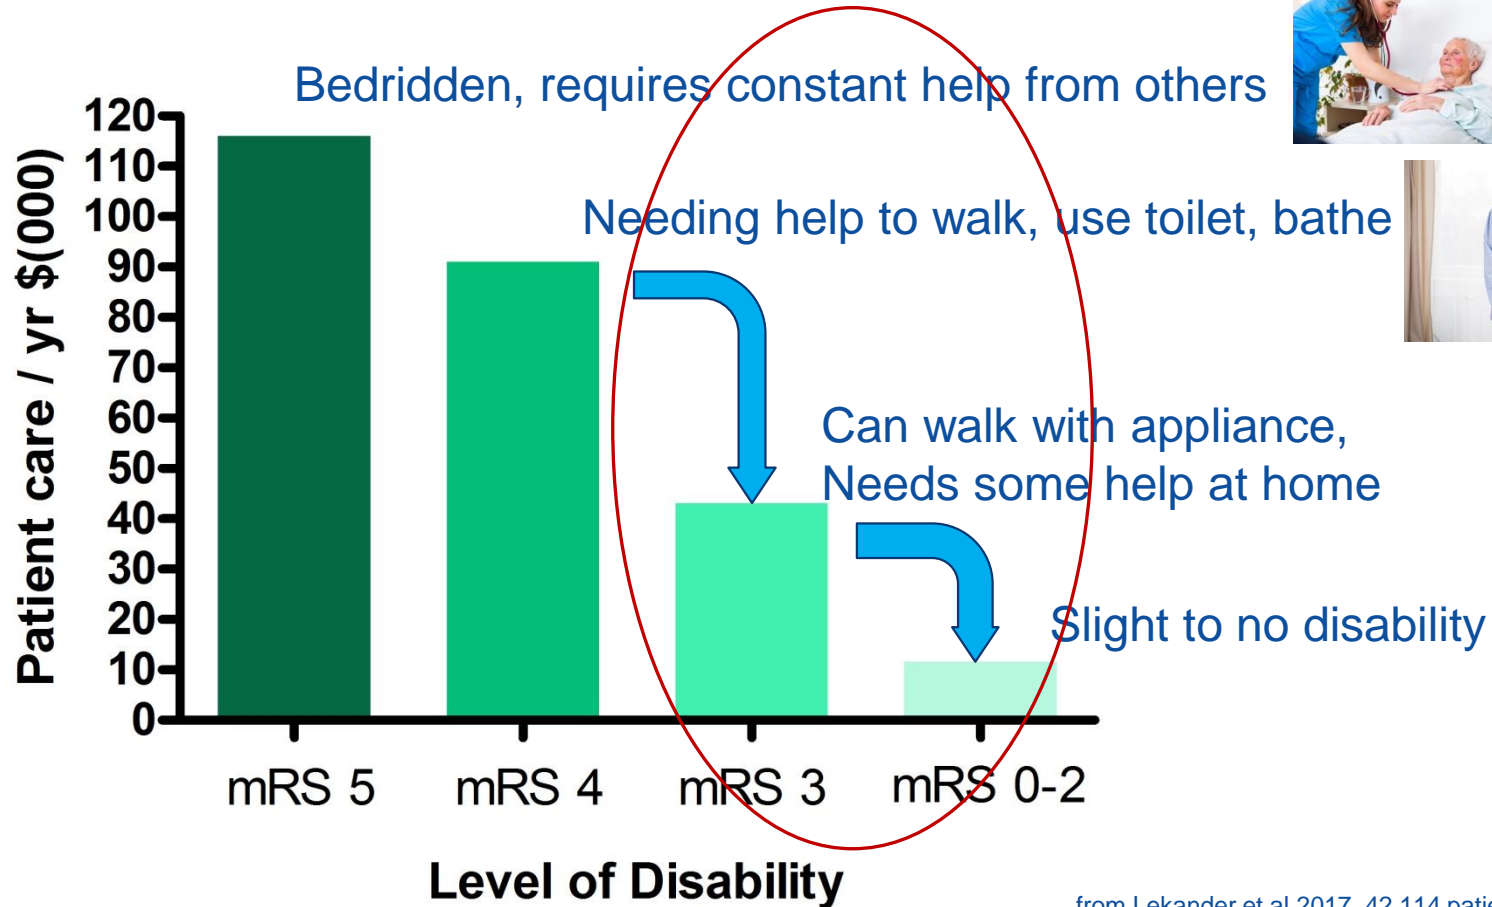 Bedridden, requires constant help from others
Needing help to walk, use toilet, bathe
Can walk with appliance,
Needs some help at home
Slight to no disability
Patient care / yr $(000)
120
110
100
90
80
70
60
50
40
30
20
10
0
mRS 5 mRS 4 mRS 3 mRS 0-2
Level of Disability
from Lekander et al 2017, 42,114